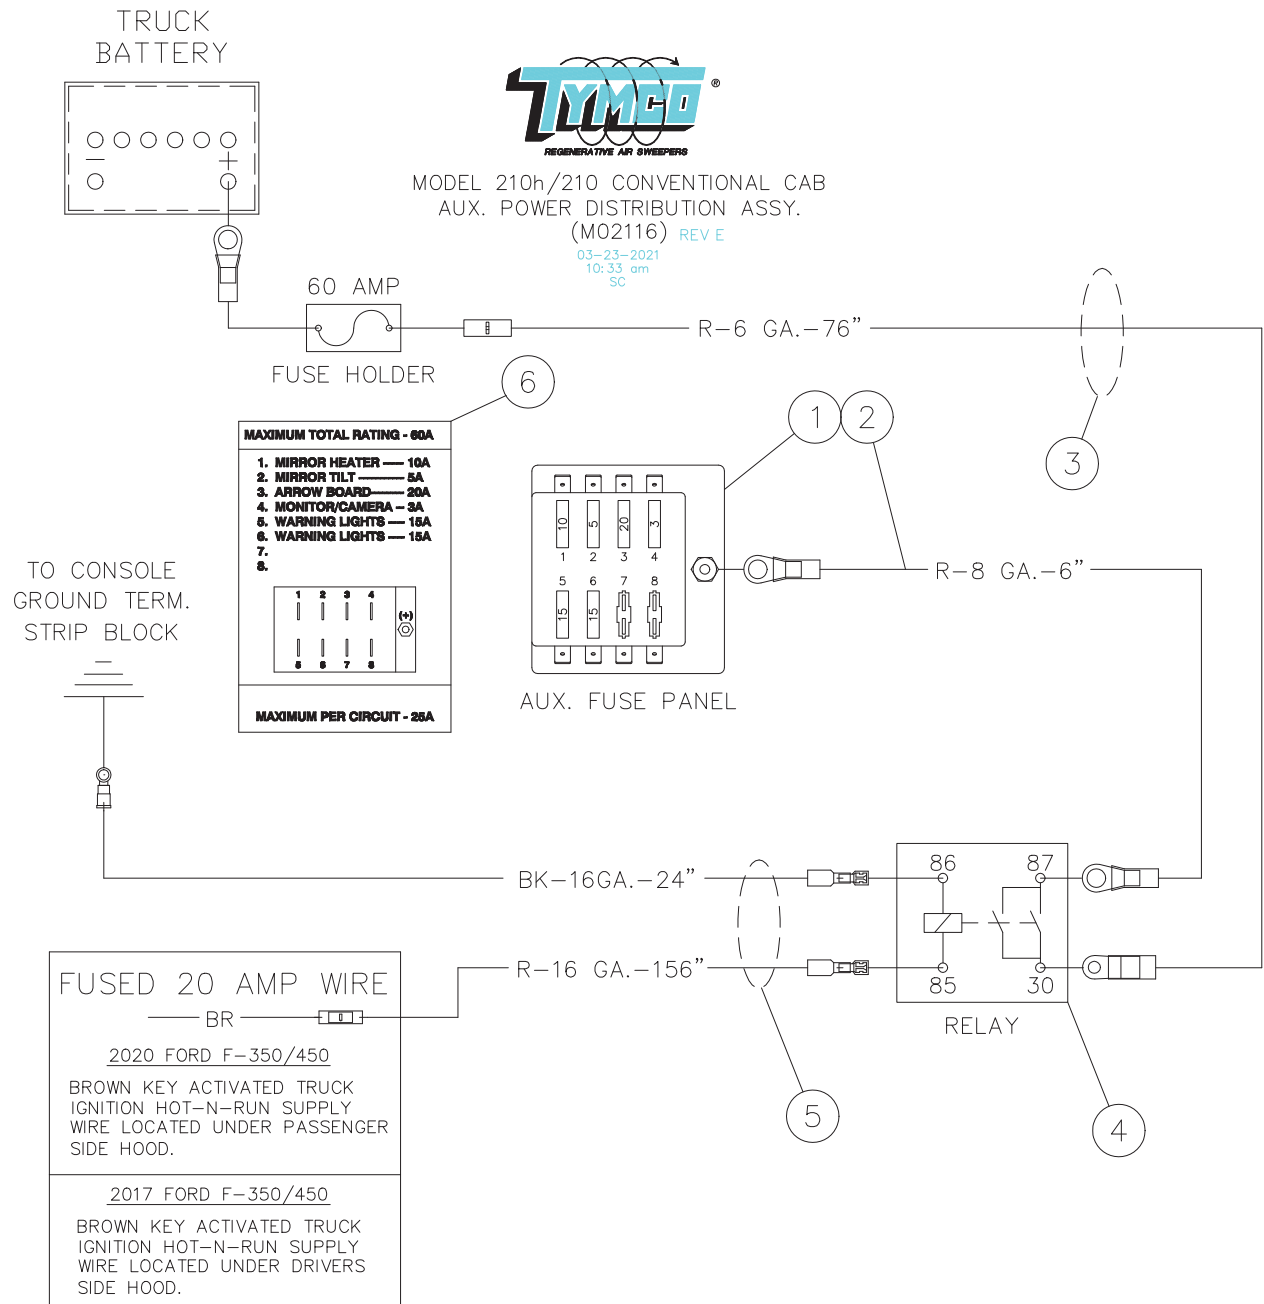 TRUCK
BATTERY
TYMCO®
REGENERATIVE AIR SWEEPERS
MODEL 210h/210 CONVENTIONAL CAB
AUX. POWER DISTRIBUTION ASSY.
(MO2116) REV E
03-23-2021
10:33 am
SC
60 AMP
FUSE HOLDER
R-6 GA.-76"
6
1
2
3
MAXIMUM TOTAL RATING - 60A
1. MIRROR HEATER ---- 10A
2. MIRROR TILT -------- 5A
3. ARROW BOARD------ 20A
4. MONITOR/CAMERA - 3A
5. WARNING LIGHTS --- 15A
6. WARNING LIGHTS --- 15A
7.
8.
1 2 3 4
(+)
5 6 7 8
MAXIMUM PER CIRCUIT - 25A
10 5 20 3
1 2 3 4
5 6 7 8
15 15
AUX. FUSE PANEL
R-8 GA.-6"
TO CONSOLE
GROUND TERM.
STRIP BLOCK
BK-16GA.-24"
R-16 GA.-156"
86 87
85 30
RELAY
5
4
FUSED 20 AMP WIRE
BR
2020 FORD F-350/450
BROWN KEY ACTIVATED TRUCK
IGNITION HOT-N-RUN SUPPLY
WIRE LOCATED UNDER PASSENGER
SIDE HOOD.
2017 FORD F-350/450
BROWN KEY ACTIVATED TRUCK
IGNITION HOT-N-RUN SUPPLY
WIRE LOCATED UNDER DRIVERS
SIDE HOOD.